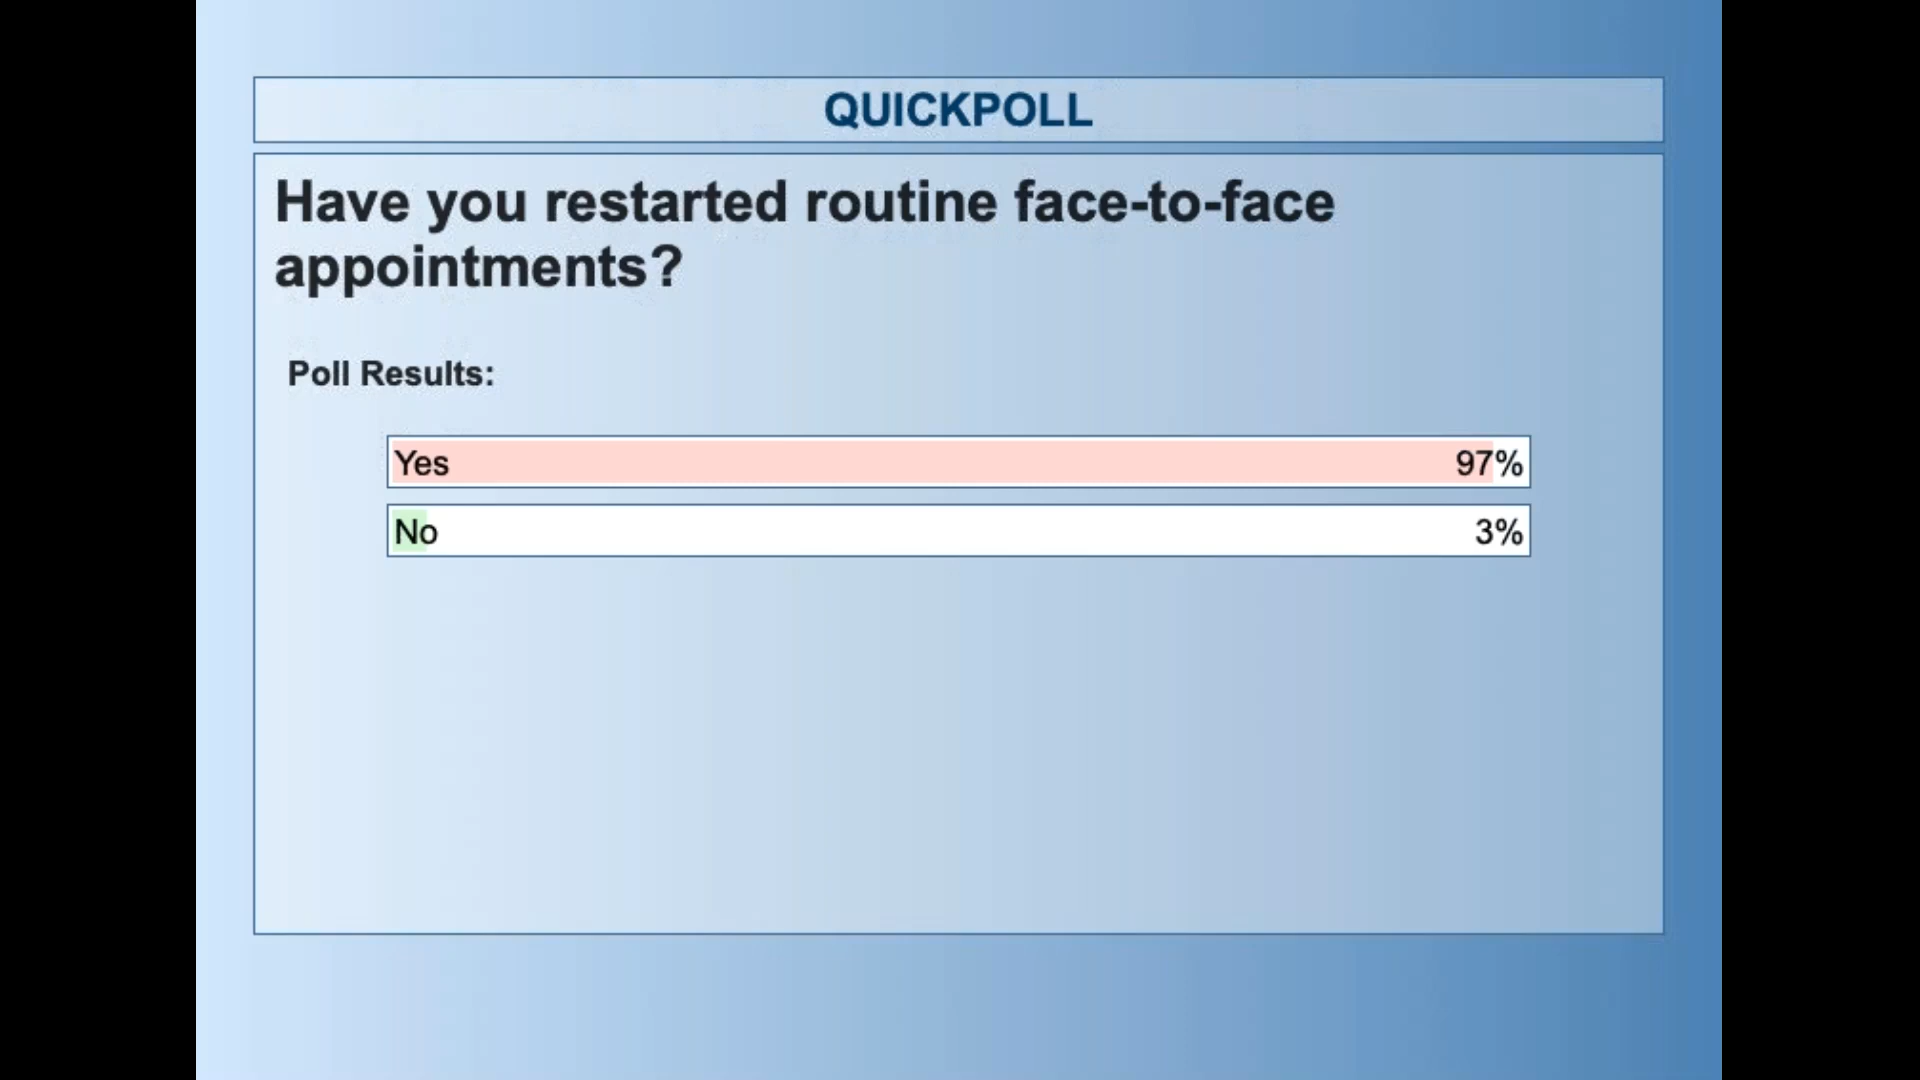 QUICKPOLL
Have you restarted routine face-to-face
appointments?
Poll Results:
Yes 97%
No 3%